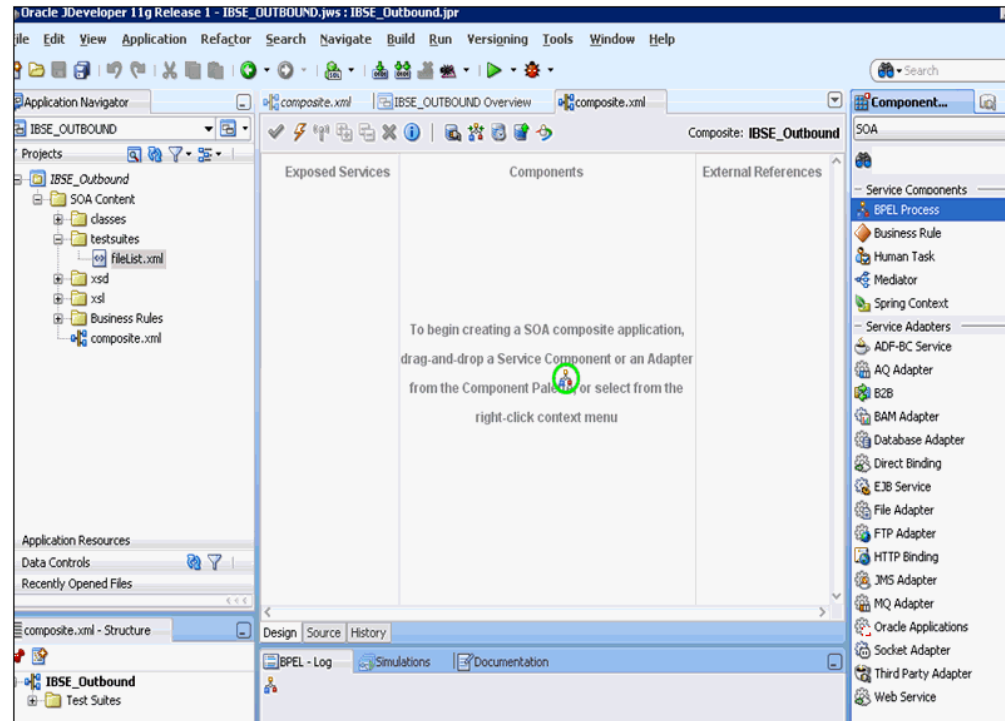 Oracle JDeveloper 11g Release 1 - IBSE_OUTBOUND.jws : IBSE_Outbound.jpr
File Edit View Application Refactor Search Navigate Build Run Versioning Tools Window Help
Search
Application Navigator
IBSE_OUTBOUND
Projects
IBSE_Outbound
SOA Content
classes
testsuites
fileList.xml
xsd
xsl
Business Rules
composite.xml
Application Resources
Data Controls
Recently Opened Files
composite.xml - Structure
IBSE_Outbound
Test Suites
composite.xml
IBSE_OUTBOUND Overview
composite.xml
Composite: IBSE_Outbound
Exposed Services
Components
External References
To begin creating a SOA composite application,
drag-and-drop a Service Component or an Adapter
from the Component Palette, or select from the
right-click context menu
Design Source History
BPEL - Log
Simulations
Documentation
Component...
SOA
Service Components
BPEL Process
Business Rule
Human Task
Mediator
Spring Context
Service Adapters
ADF-BC Service
AQ Adapter
B2B
BAM Adapter
Database Adapter
Direct Binding
EJB Service
File Adapter
FTP Adapter
HTTP Binding
JMS Adapter
MQ Adapter
Oracle Applications
Socket Adapter
Third Party Adapter
Web Service